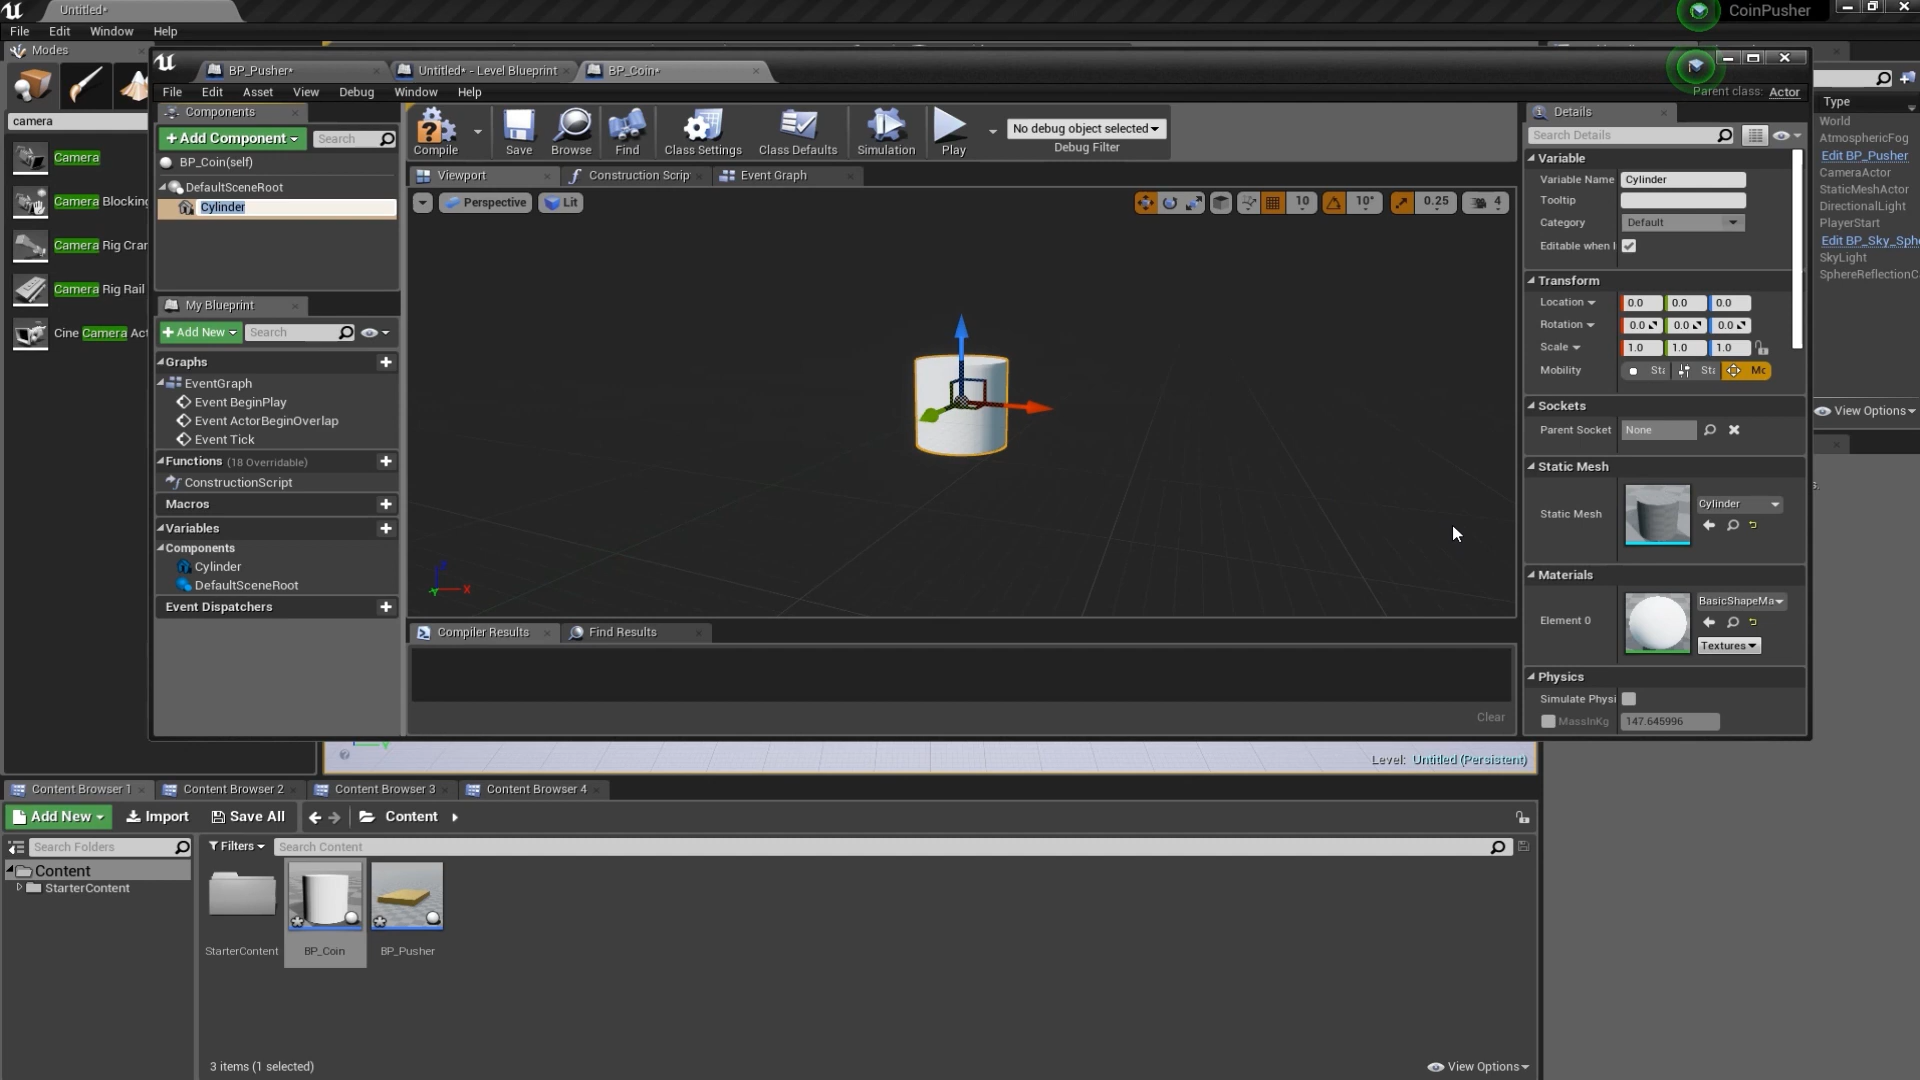 Untitled*
CoinPusher
File Edit Window Help
Modes
camera
Camera
Camera Blocking
Camera Rig Cran
Camera Rig Rail
Cine Camera Act
BP_Pusher*
Untitled* - Level Blueprint
BP_Coin*
File Edit Asset View Debug Window Help
Parent class: Actor
Components
+Add Component
Search
BP_Coin(self)
DefaultSceneRoot
Cylinder
My Blueprint
+Add New
Search
Graphs
EventGraph
Event BeginPlay
Event ActorBeginOverlap
Event Tick
Functions (18 Overridable)
ConstructionScript
Macros
Variables
Components
Cylinder
DefaultSceneRoot
Event Dispatchers
Compile
Save
Browse
Find
Class Settings
Class Defaults
Simulation
Play
No debug object selected
Debug Filter
Viewport
Construction Scrip
Event Graph
Perspective
Lit
10
10°
0.25
4
X
Compiler Results
Find Results
Clear
Details
Search Details
Variable
Variable Name Cylinder
Tooltip
Category Default
Editable when I
Transform
Location 0.0 0.0 0.0
Rotation 0.0 0.0 0.0
Scale 1.0 1.0 1.0
Mobility Sta Sta Mc
Sockets
Parent Socket None
Static Mesh
Static Mesh
Cylinder
Materials
Element 0
BasicShapeMa
Textures
Physics
Simulate Physi
MassInKg 147.645996
Type
World
AtmosphericFog
Edit BP_Pusher
CameraActor
StaticMeshActor
DirectionalLight
PlayerStart
Edit BP_Sky_Sphe
SkyLight
SphereReflectionC
View Options
Level: Untitled (Persistent)
Content Browser 1
Content Browser 2
Content Browser 3
Content Browser 4
Add New
Import
Save All
Content
Search Folders
Filters
Search Content
Content
StarterContent
StarterContent
BP_Coin
BP_Pusher
3 items (1 selected)
View Options